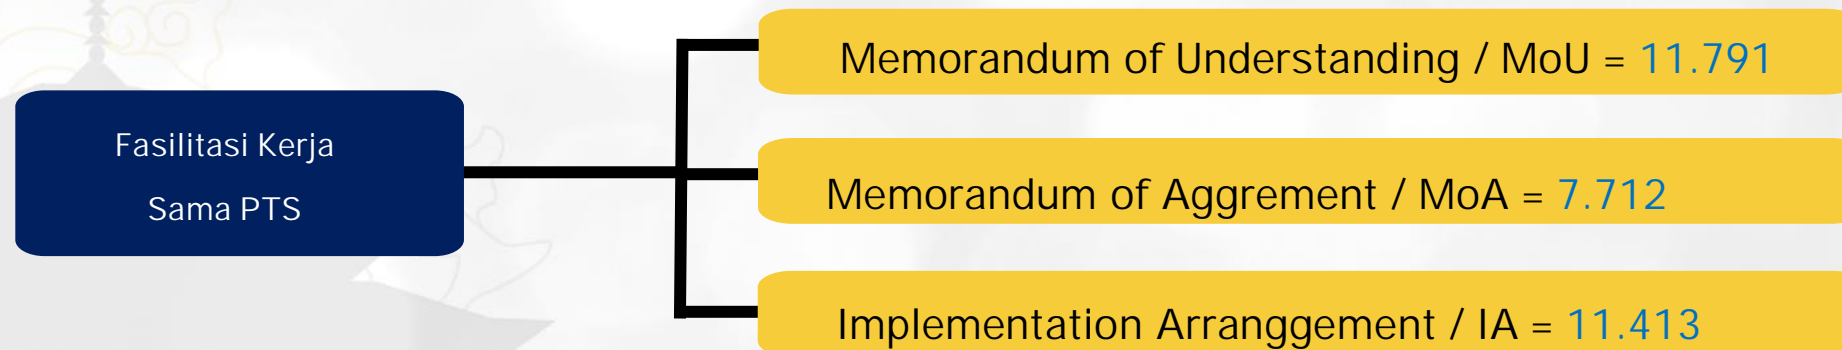 Fasilitasi Kerja
Sama PTS
Memorandum of Understanding / MoU = 11.791
Memorandum of Aggrement / MoA = 7.712
Implementation Arranggement / IA = 11.413